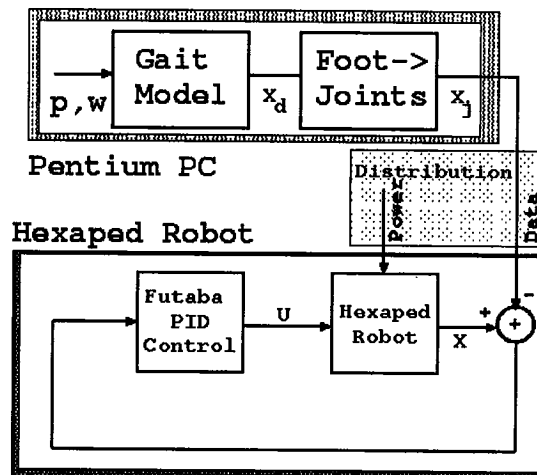 Gait
Model
Foot->
Joints
p,w
X_d
X_j
Pentium PC
Distribution
Power
Data
Hexaped Robot
Futaba
PID
Control
U
Hexaped
Robot
X
+
-
+